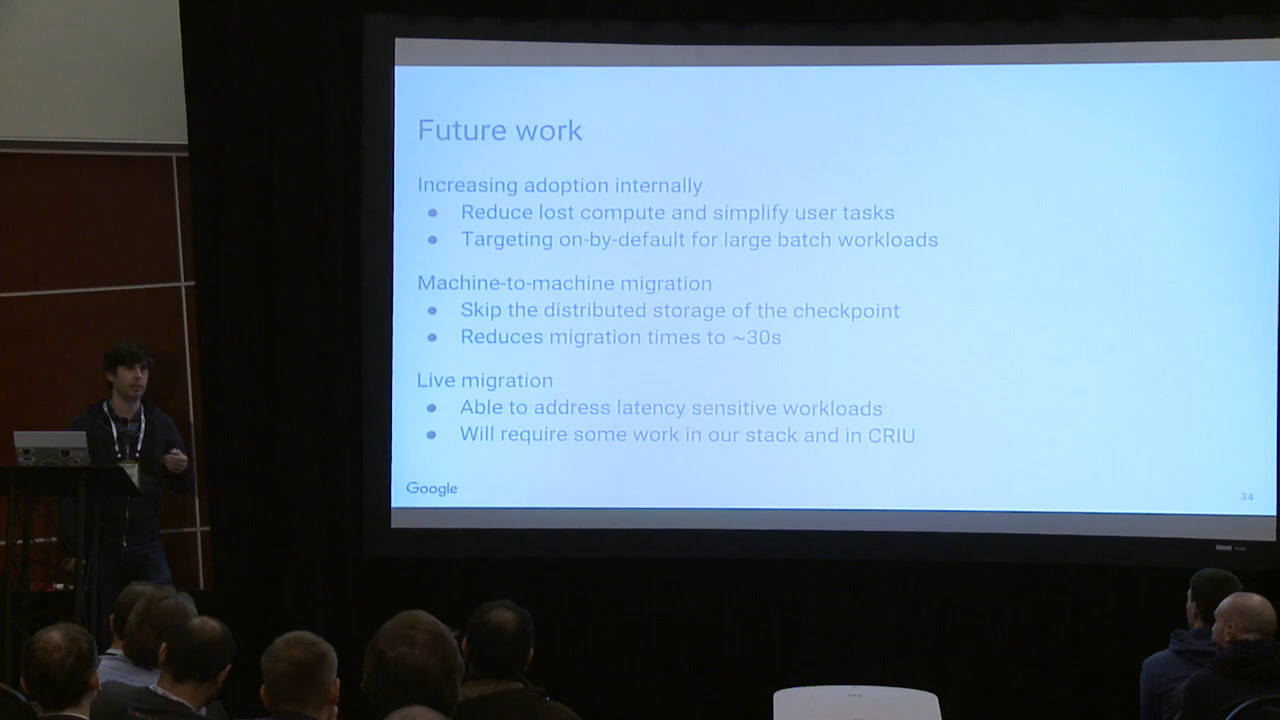 Future work
Increasing adoption internally
● Reduce lost compute and simplify user tasks
● Targeting on-by-default for large batch workloads
Machine-to-machine migration
● Skip the distributed storage of the checkpoint
● Reduces migration times to ~30s
Live migration
● Able to address latency sensitive workloads
● Will require some work in our stack and in CRIU
Google
34